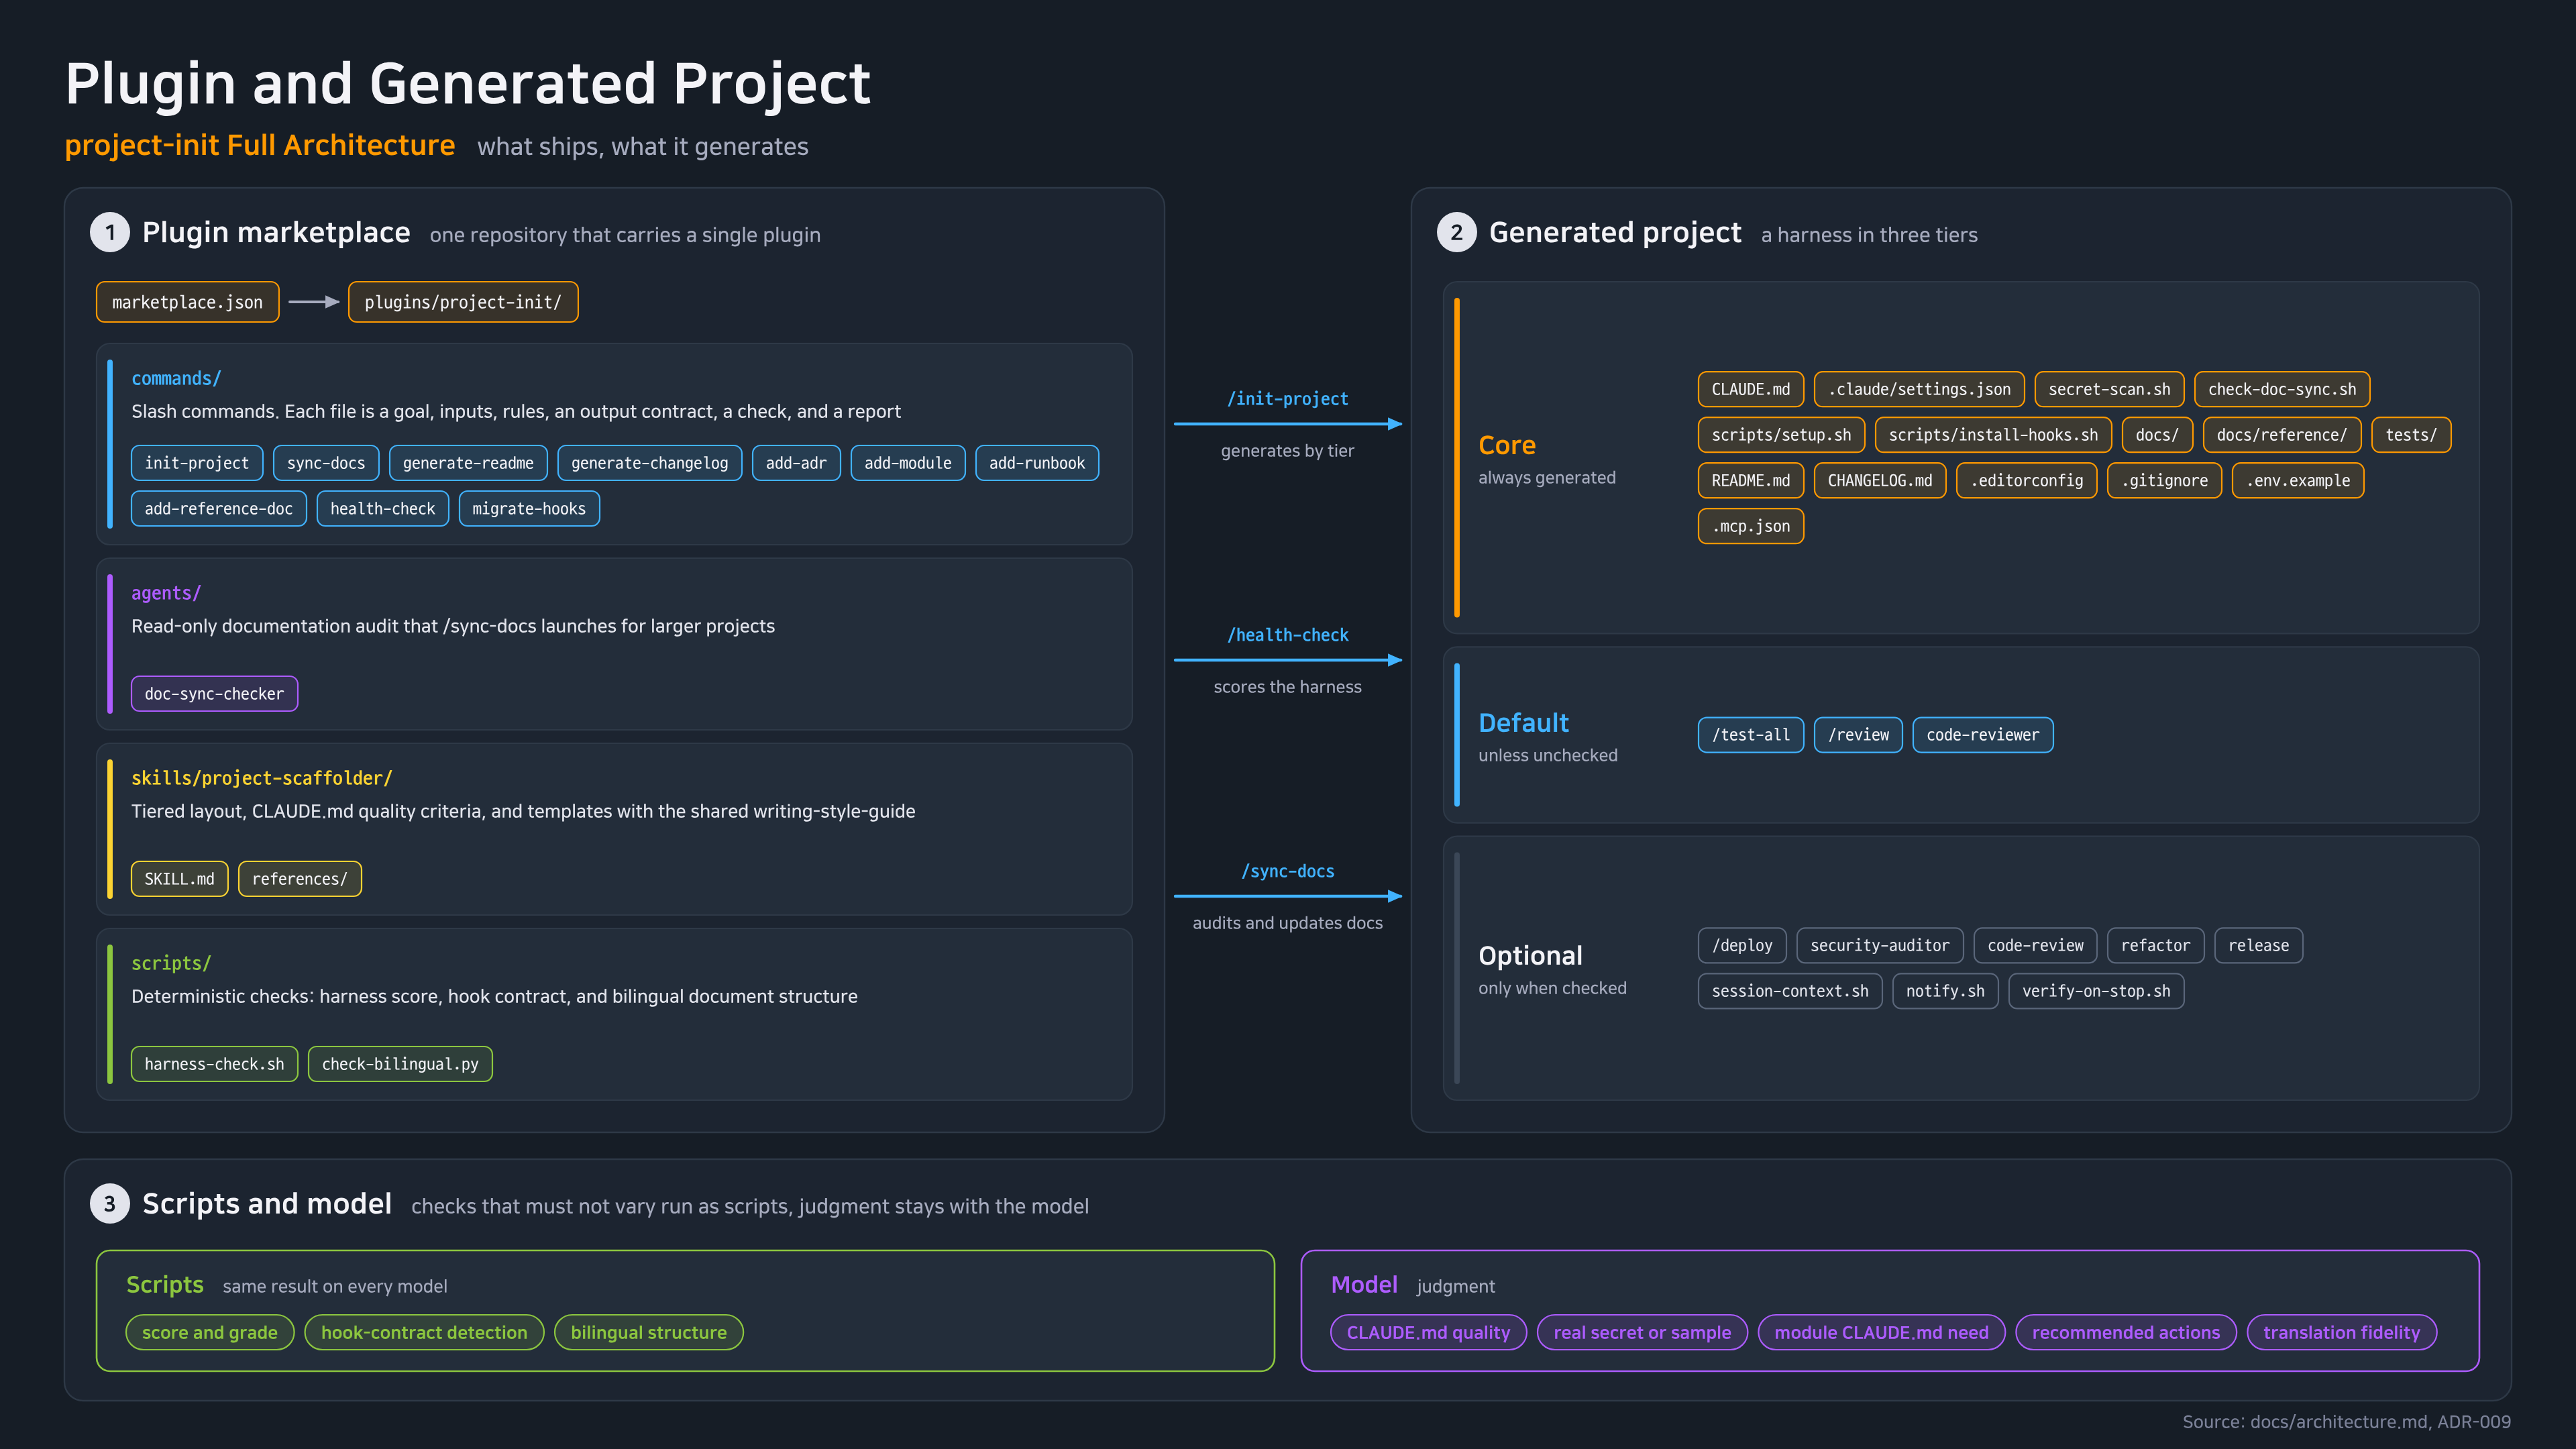 Plugin and Generated Project
project-init Full Architecture what ships, what it generates
1 Plugin marketplace one repository that carries a single plugin
marketplace.json plugins/project-init/
commands/
Slash commands. Each file is a goal, inputs, rules, an output contract, a check, and a report
init-project sync-docs generate-readme generate-changelog add-adr add-module add-runbook
add-reference-doc health-check migrate-hooks
agents/
Read-only documentation audit that /sync-docs launches for larger projects
doc-sync-checker
skills/project-scaffolder/
Tiered layout, CLAUDE.md quality criteria, and templates with the shared writing-style-guide
SKILL.md references/
scripts/
Deterministic checks: harness score, hook contract, and bilingual document structure
harness-check.sh check-bilingual.py
/init-project
generates by tier
/health-check
scores the harness
/sync-docs
audits and updates docs
2 Generated project a harness in three tiers
Core
always generated
CLAUDE.md .claude/settings.json secret-scan.sh check-doc-sync.sh
scripts/setup.sh scripts/install-hooks.sh docs/ docs/reference/ tests/
README.md CHANGELOG.md .editorconfig .gitignore .env.example
.mcp.json
Default
unless unchecked
/test-all /review code-reviewer
Optional
only when checked
/deploy security-auditor code-review refactor release
session-context.sh notify.sh verify-on-stop.sh
3 Scripts and model checks that must not vary run as scripts, judgment stays with the model
Scripts same result on every model
score and grade hook-contract detection bilingual structure
Model judgment
CLAUDE.md quality real secret or sample module CLAUDE.md need recommended actions translation fidelity
Source: docs/architecture.md, ADR-009